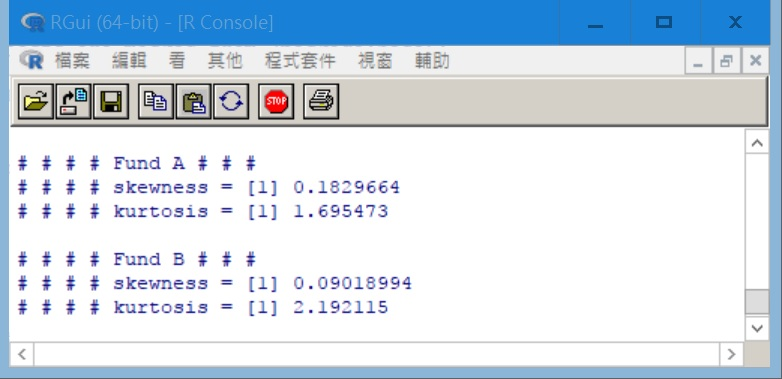 RGui (64-bit) - [R Console]
檔案 編輯 看 其他 程式套件 視窗 輔助
STOP
# # # # Fund A # # #
# # # # skewness = [1] 0.1829664
# # # # kurtosis = [1] 1.695473
# # # # Fund B # # #
# # # # skewness = [1] 0.09018994
# # # # kurtosis = [1] 2.192115